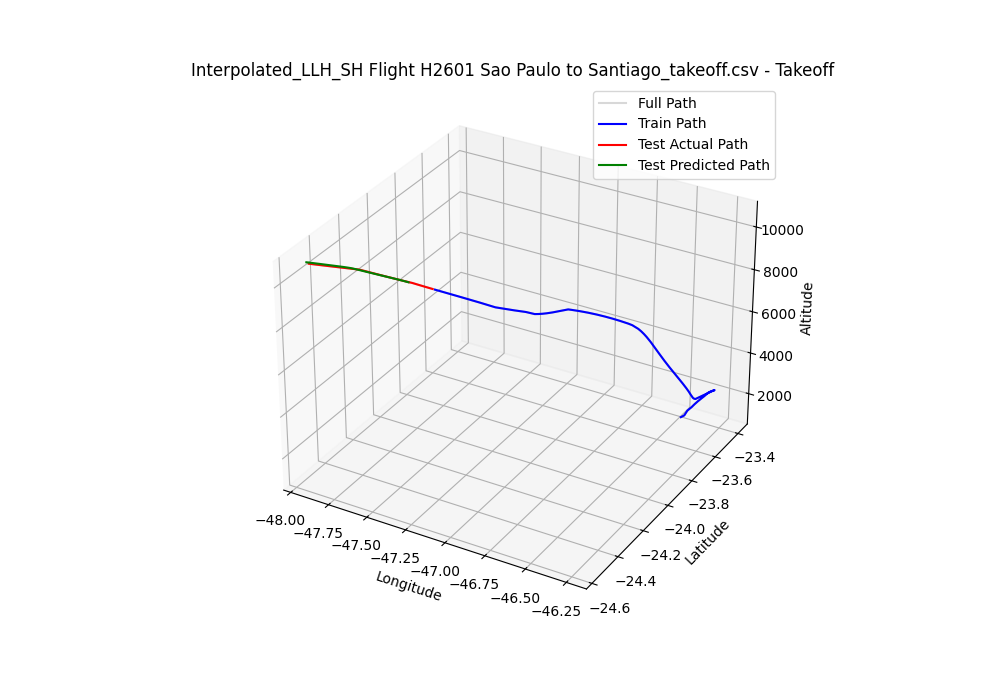 Interpolated_LLH_SH Flight H2601 Sao Paulo to Santiago_takeoff.csv - Takeoff
Full Path
Train Path
Test Actual Path
Test Predicted Path
10000
8000
6000
4000
2000
Altitude
−23.4
−23.6
−23.8
−24.0
−24.2
−24.4
−24.6
Latitude
−48.00
−47.75
−47.50
−47.25
−47.00
−46.75
−46.50
−46.25
Longitude